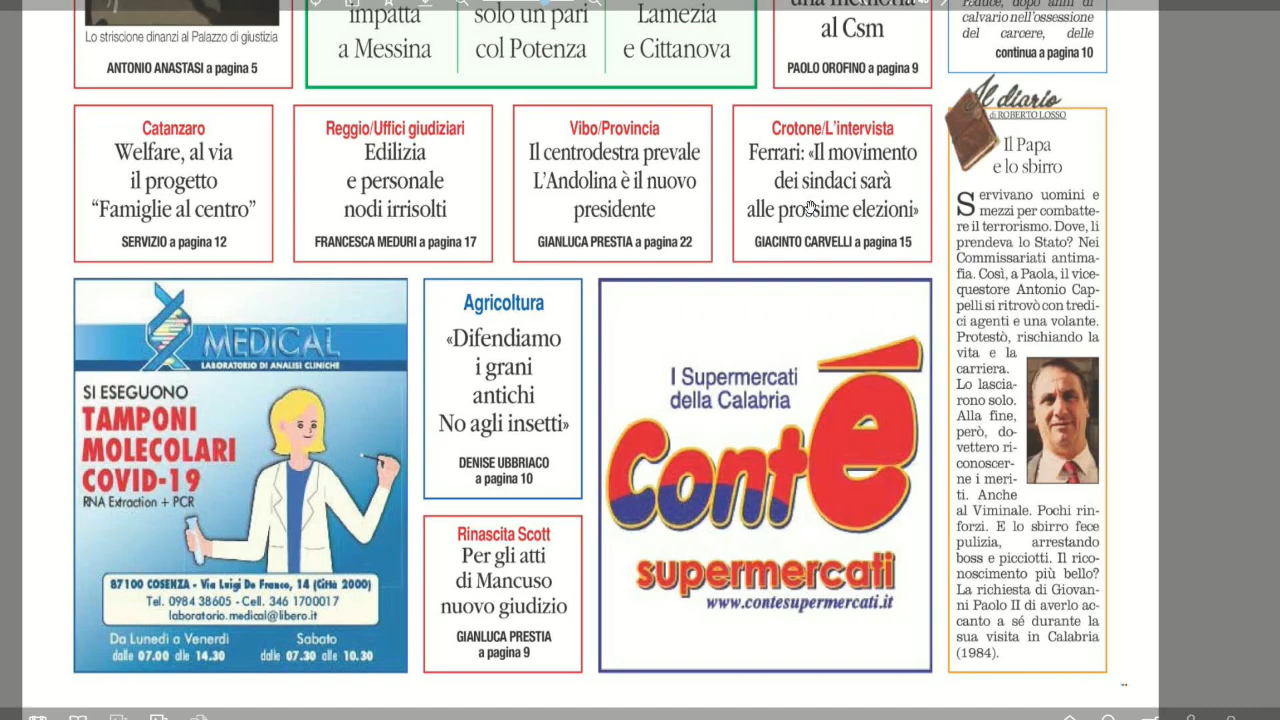 impatta
a Messina
solo un pari
col Potenza
Lamezia
e Cittanova
una memoria
al Csm
PAOLO OROFINO a pagina 9
Lo striscione dinanzi al Palazzo di giustizia
ANTONIO ANASTASI a pagina 5
reduce, dopo anni di
calvario nell'ossessione
del carcere, delle
continua a pagina 10
Catanzaro
Welfare, al via
il progetto
“Famiglie al centro”
SERVIZIO a pagina 12
Reggio/Uffici giudiziari
Edilizia
e personale
nodi irrisolti
FRANCESCA MEDURI a pagina 17
Vibo/Provincia
Il centrodestra prevale
L'Andolina è il nuovo
presidente
GIANLUCA PRESTIA a pagina 22
Crotone/L'intervista
Ferrari: «Il movimento
dei sindaci sarà
alle prossime elezioni»
GIACINTO CARVELLI a pagina 15
MEDICAL
LABORATORIO DI ANALISI CLINICHE
SI ESEGUONO
TAMPONI
MOLECOLARI
COVID-19
RNA Extraction + PCR
87100 COSENZA - Via Luigi De Franco, 14 (Città 2000)
Tel. 0984 38605 - Cell. 346 1700017
laboratorio.medical@libero.it
Da Lunedì a Venerdì
dalle 07.00 alle 14.30
Sabato
dalle 07.30 alle 10.30
Agricoltura
«Difendiamo
i grani
antichi
No agli insetti»
DENISE UBBRIACO
a pagina 10
Rinascita Scott
Per gli atti
di Mancuso
nuovo giudizio
GIANLUCA PRESTIA
a pagina 9
I Supermercati
della Calabria
Conté
supermercati
www.contesupermercati.it
Il diario
di ROBERTO LOSSO
Il Papa
e lo sbirro
Servivano uomini e
mezzi per combatte-
re il terrorismo. Dove, li
prendeva lo Stato? Nei
Commissariati antima-
fia. Così, a Paola, il vice-
questore Antonio Cap-
pelli si ritrovò con tredi-
ci agenti e una volante.
Protestò, rischiando la
vita e la
carriera.
Lo lascia-
rono solo.
Alla fine,
però, do-
vettero ri-
conoscer-
ne i meri-
ti. Anche
al Viminale. Pochi rin-
forzi. E lo sbirro fece
pulizia, arrestando
boss e picciotti. Il rico-
noscimento più bello?
La richiesta di Giovan-
ni Paolo II di averlo ac-
canto a sé durante la
sua visita in Calabria
(1984).